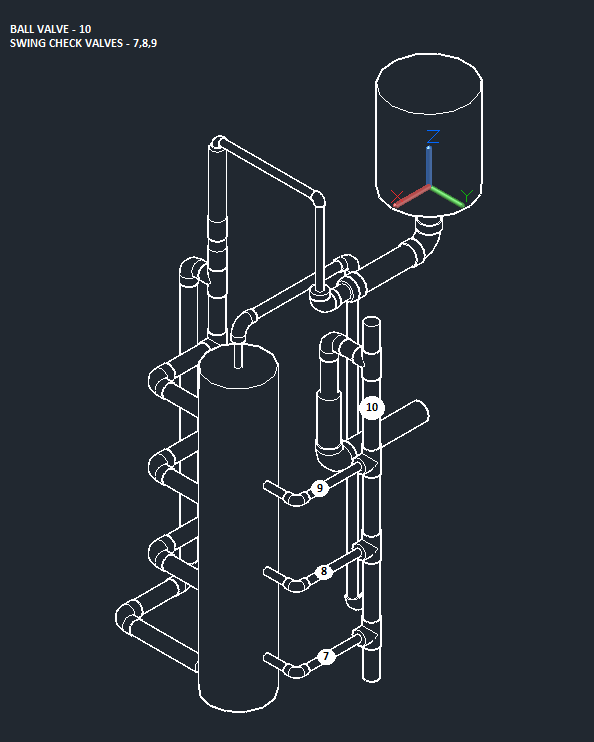 BALL VALVE - 10
SWING CHECK VALVES - 7,8,9
Z
X
Y
10
9
8
7